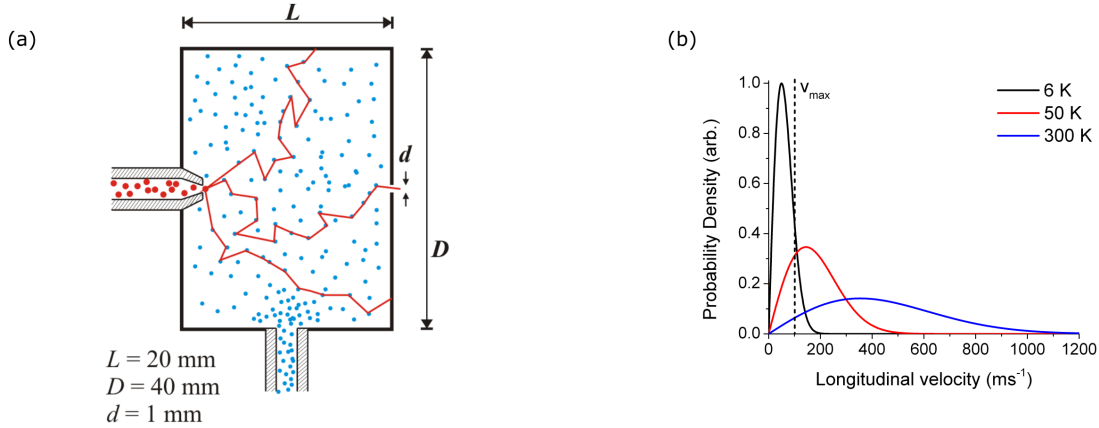 (a)
L
d
D
L = 20 mm
D = 40 mm
d = 1 mm
(b)
Probability Density (arb.)
1.0
0.8
0.6
0.4
0.2
0.0
v_max
6 K
50 K
300 K
0 200 400 600 800 1000 1200
Longitudinal velocity (ms⁻¹)